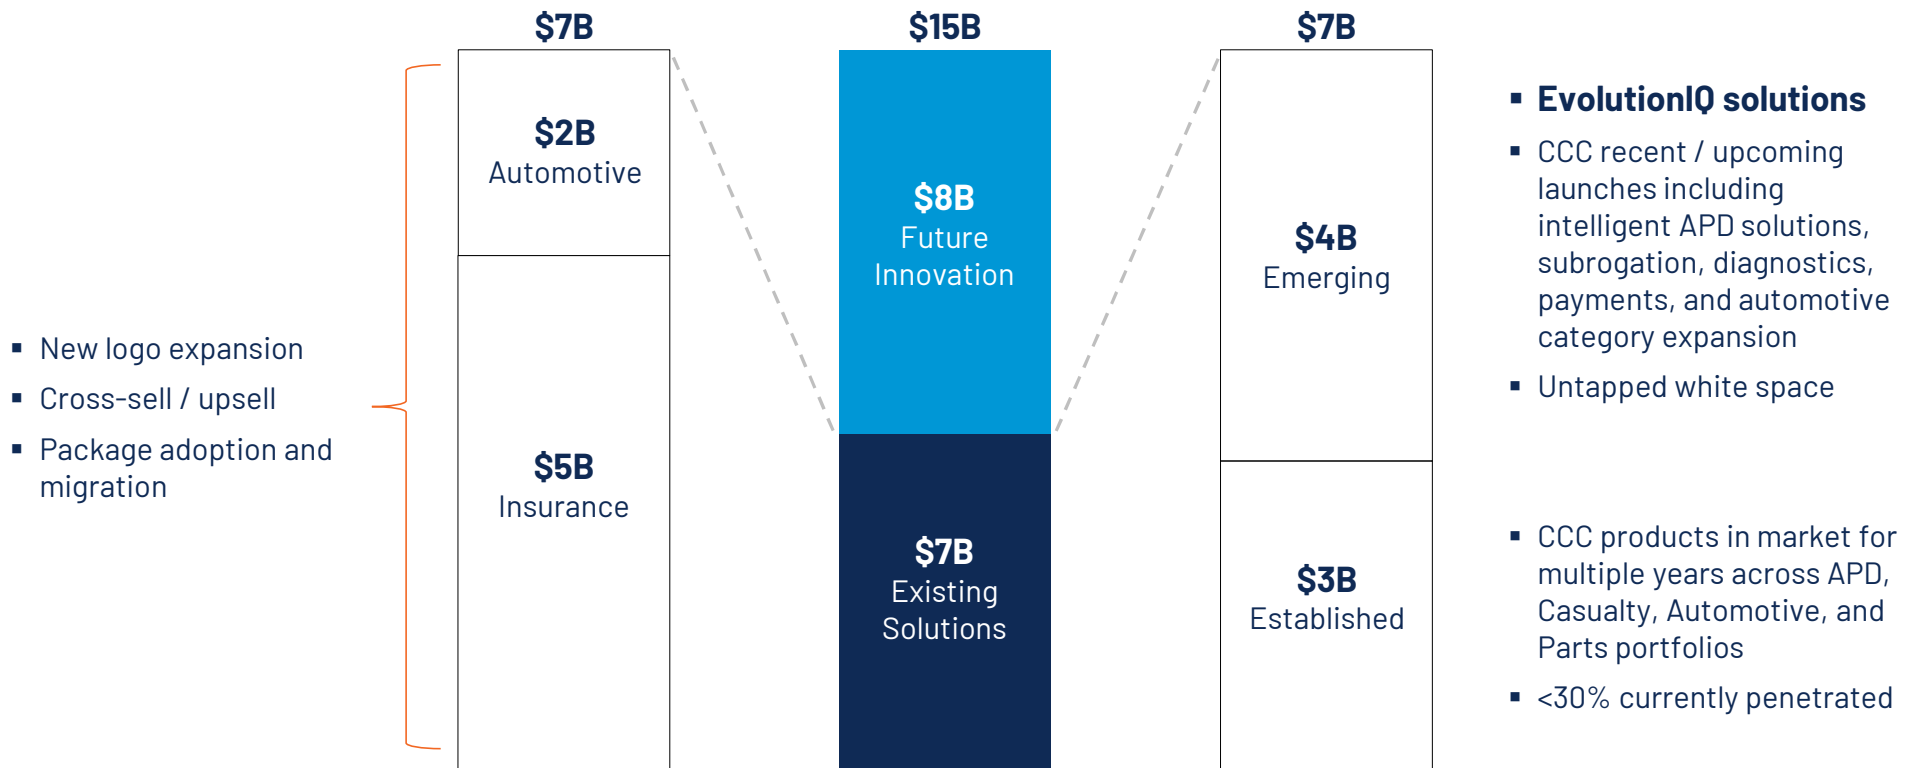 $7B
$15B
$7B
$2B
Automotive
$5B
Insurance
▪ New logo expansion
▪ Cross-sell / upsell
▪ Package adoption and
migration
$8B
Future
Innovation
$7B
Existing
Solutions
$4B
Emerging
$3B
Established
▪ EvolutionIQ solutions
▪ CCC recent / upcoming
launches including
intelligent APD solutions,
subrogation, diagnostics,
payments, and automotive
category expansion
▪ Untapped white space
▪ CCC products in market for
multiple years across APD,
Casualty, Automotive, and
Parts portfolios
▪ <30% currently penetrated